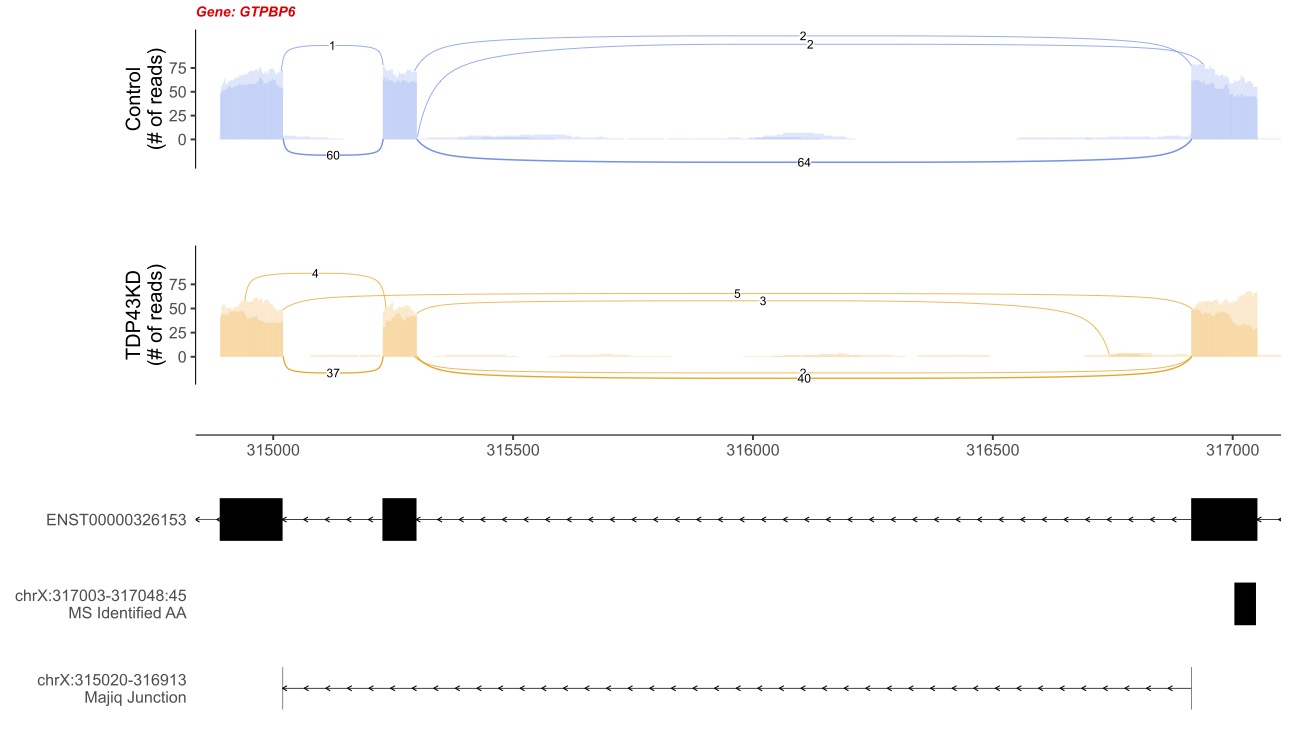 Gene: GTPBP6
Control
(# of reads)
75
50
25
0
1
2
2
60
64
TDP43KD
(# of reads)
75
50
25
0
4
5
3
37
2
40
315000 315500 316000 316500 317000
ENST00000326153
chrX:317003-317048:45
MS Identified AA
chrX:315020-316913
Majiq Junction